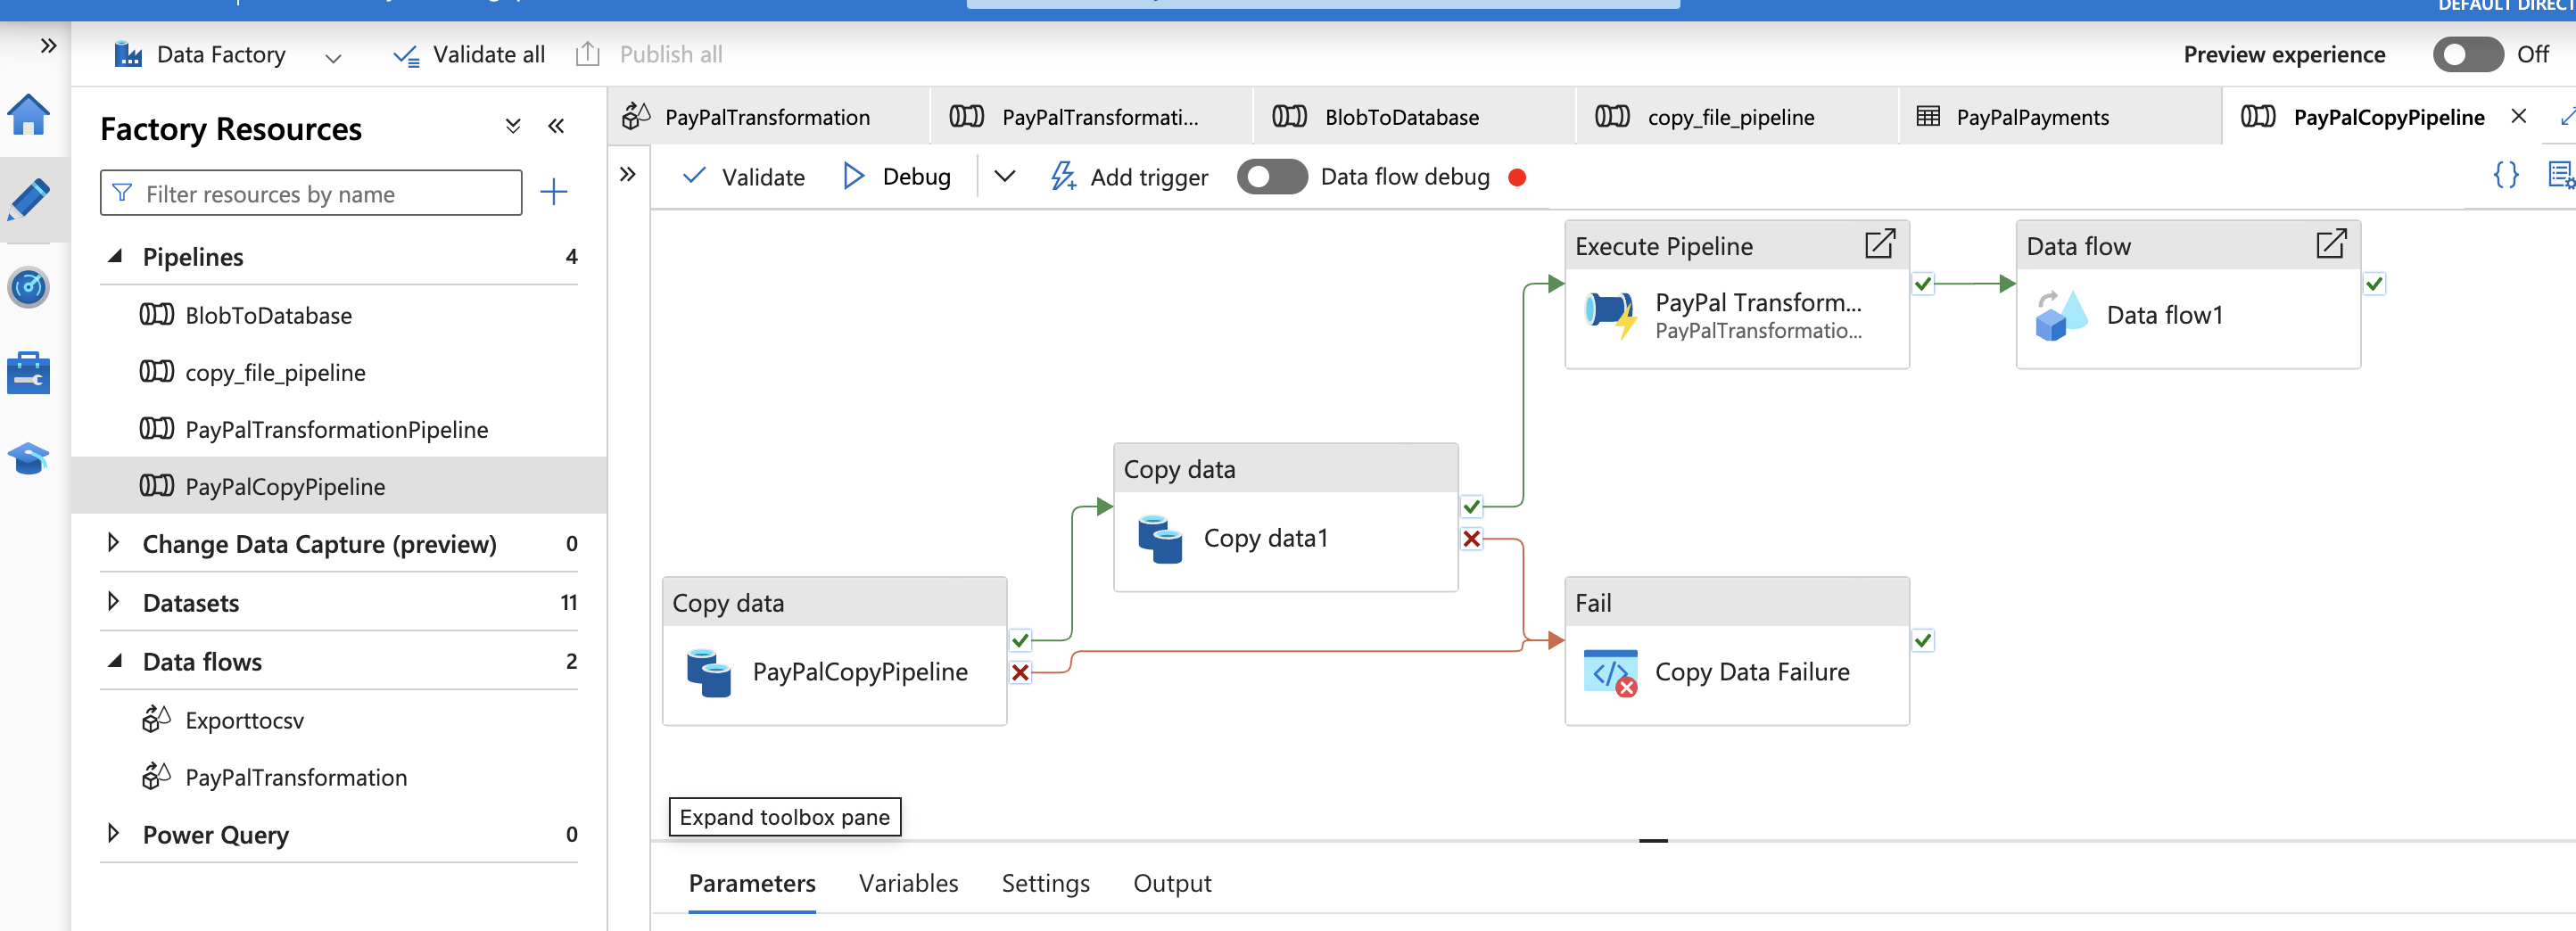 DEFAULT DIRECT
Data Factory
Validate all
Publish all
Preview experience
Off
Factory Resources
Filter resources by name
Pipelines 4
BlobToDatabase
copy_file_pipeline
PayPalTransformationPipeline
PayPalCopyPipeline
Change Data Capture (preview) 0
Datasets 11
Data flows 2
Exporttocsv
PayPalTransformation
Power Query 0
PayPalTransformation
PayPalTransformati...
BlobToDatabase
copy_file_pipeline
PayPalPayments
PayPalCopyPipeline
Validate
Debug
Add trigger
Data flow debug
{}
Execute Pipeline
PayPal Transform...
PayPalTransformatio...
Data flow
Data flow1
Copy data
Copy data1
Copy data
PayPalCopyPipeline
Fail
Copy Data Failure
Expand toolbox pane
Parameters
Variables
Settings
Output